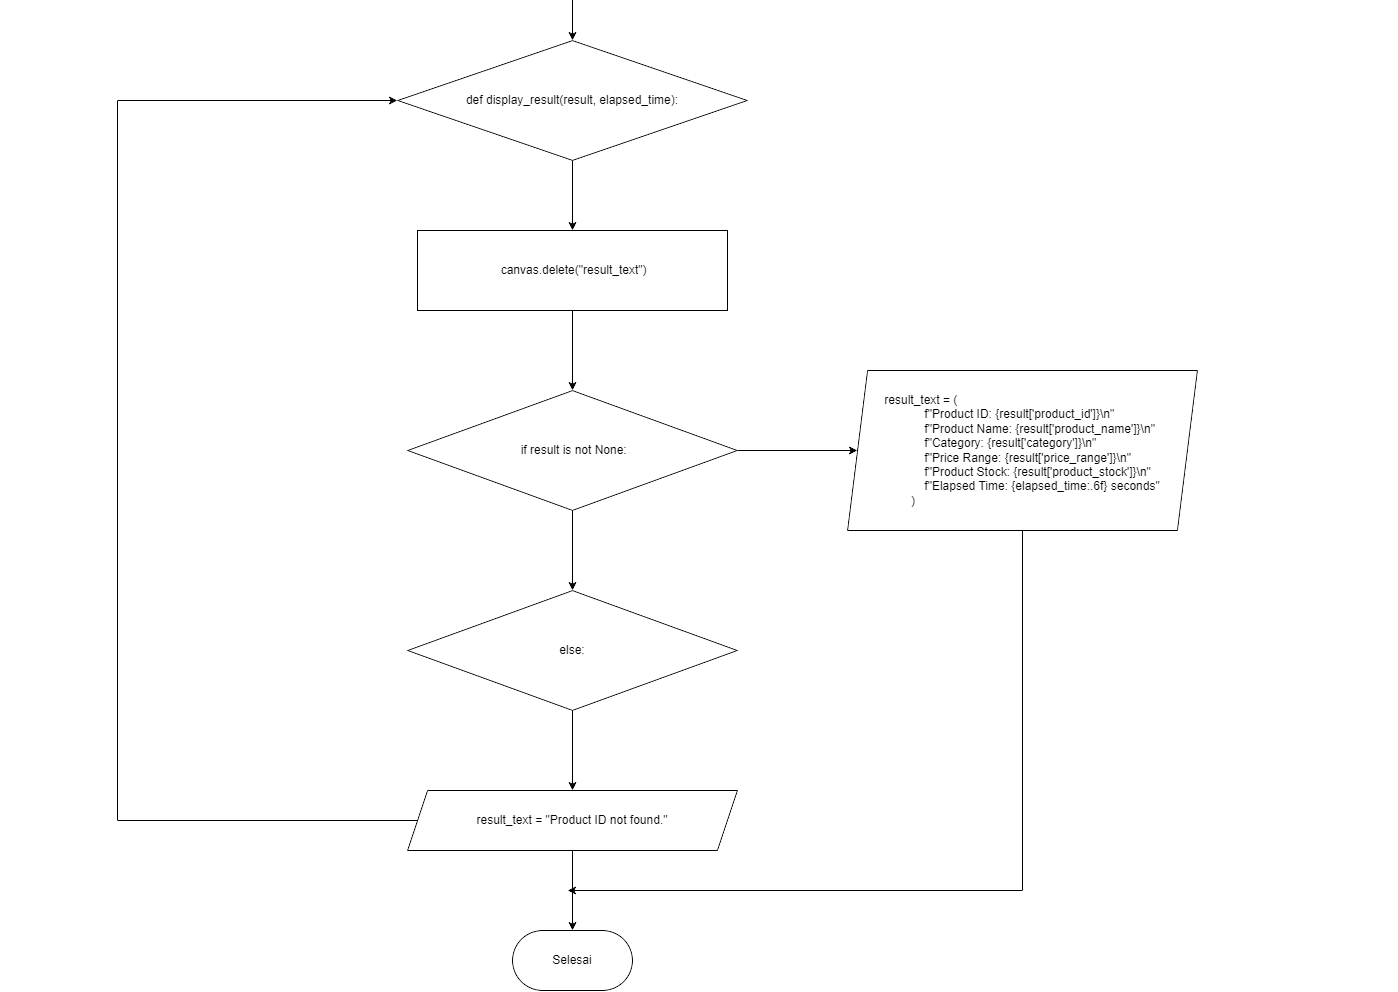 def display_result(result, elapsed_time):
canvas.delete("result_text")
if result is not None:
result_text = (
f"Product ID: {result['product_id']}\n"
f"Product Name: {result['product_name']}\n"
f"Category: {result['category']}\n"
f"Price Range: {result['price_range']}\n"
f"Product Stock: {result['product_stock']}\n"
f"Elapsed Time: {elapsed_time:.6f} seconds"
)
else:
result_text = "Product ID not found."
Selesai